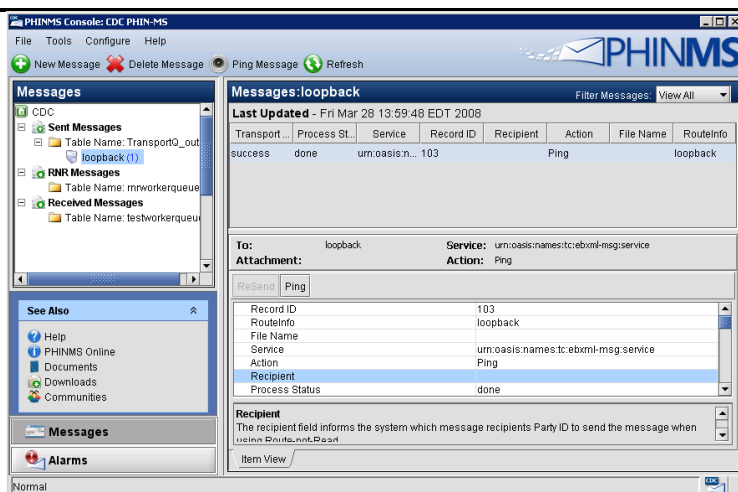 PHINMS Console: CDC PHIN-MS
File Tools Configure Help
New Message Delete Message Ping Message Refresh
PHINMS
Messages
CDC
Sent Messages
Table Name: TransportQ_out
loopback (1)
RNR Messages
Table Name: rnrworkerqueue
Received Messages
Table Name: testworkerqueu
See Also
Help
PHINMS Online
Documents
Downloads
Communities
Messages
Alarms
Messages:loopback
Filter Messages: View All
Last Updated - Fri Mar 28 13:59:48 EDT 2008
Transport ... Process St... Service Record ID Recipient Action File Name RouteInfo
success done urn:oasis:n... 103 Ping loopback
To: loopback Service: urn:oasis:names:tc:ebxml-msg:service
Attachment: Action: Ping
ReSend Ping
Record ID 103
RouteInfo loopback
File Name
Service urn:oasis:names:tc:ebxml-msg:service
Action Ping
Recipient
Process Status done
Recipient
The recipient field informs the system which message recipients Party ID to send the message when
using Route-not-Read
Item View
Normal
CDC